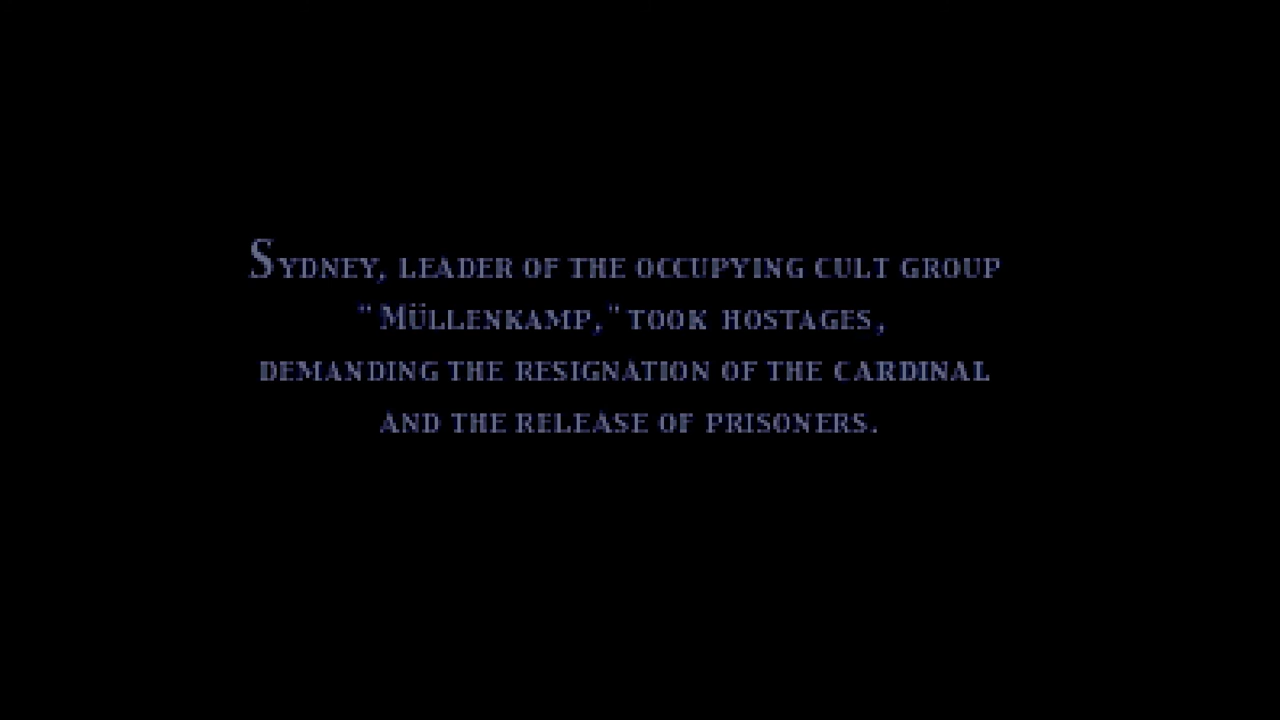 Sydney, leader of the occupying cult group
"Müllenkamp," took hostages,
demanding the resignation of the cardinal
and the release of prisoners.